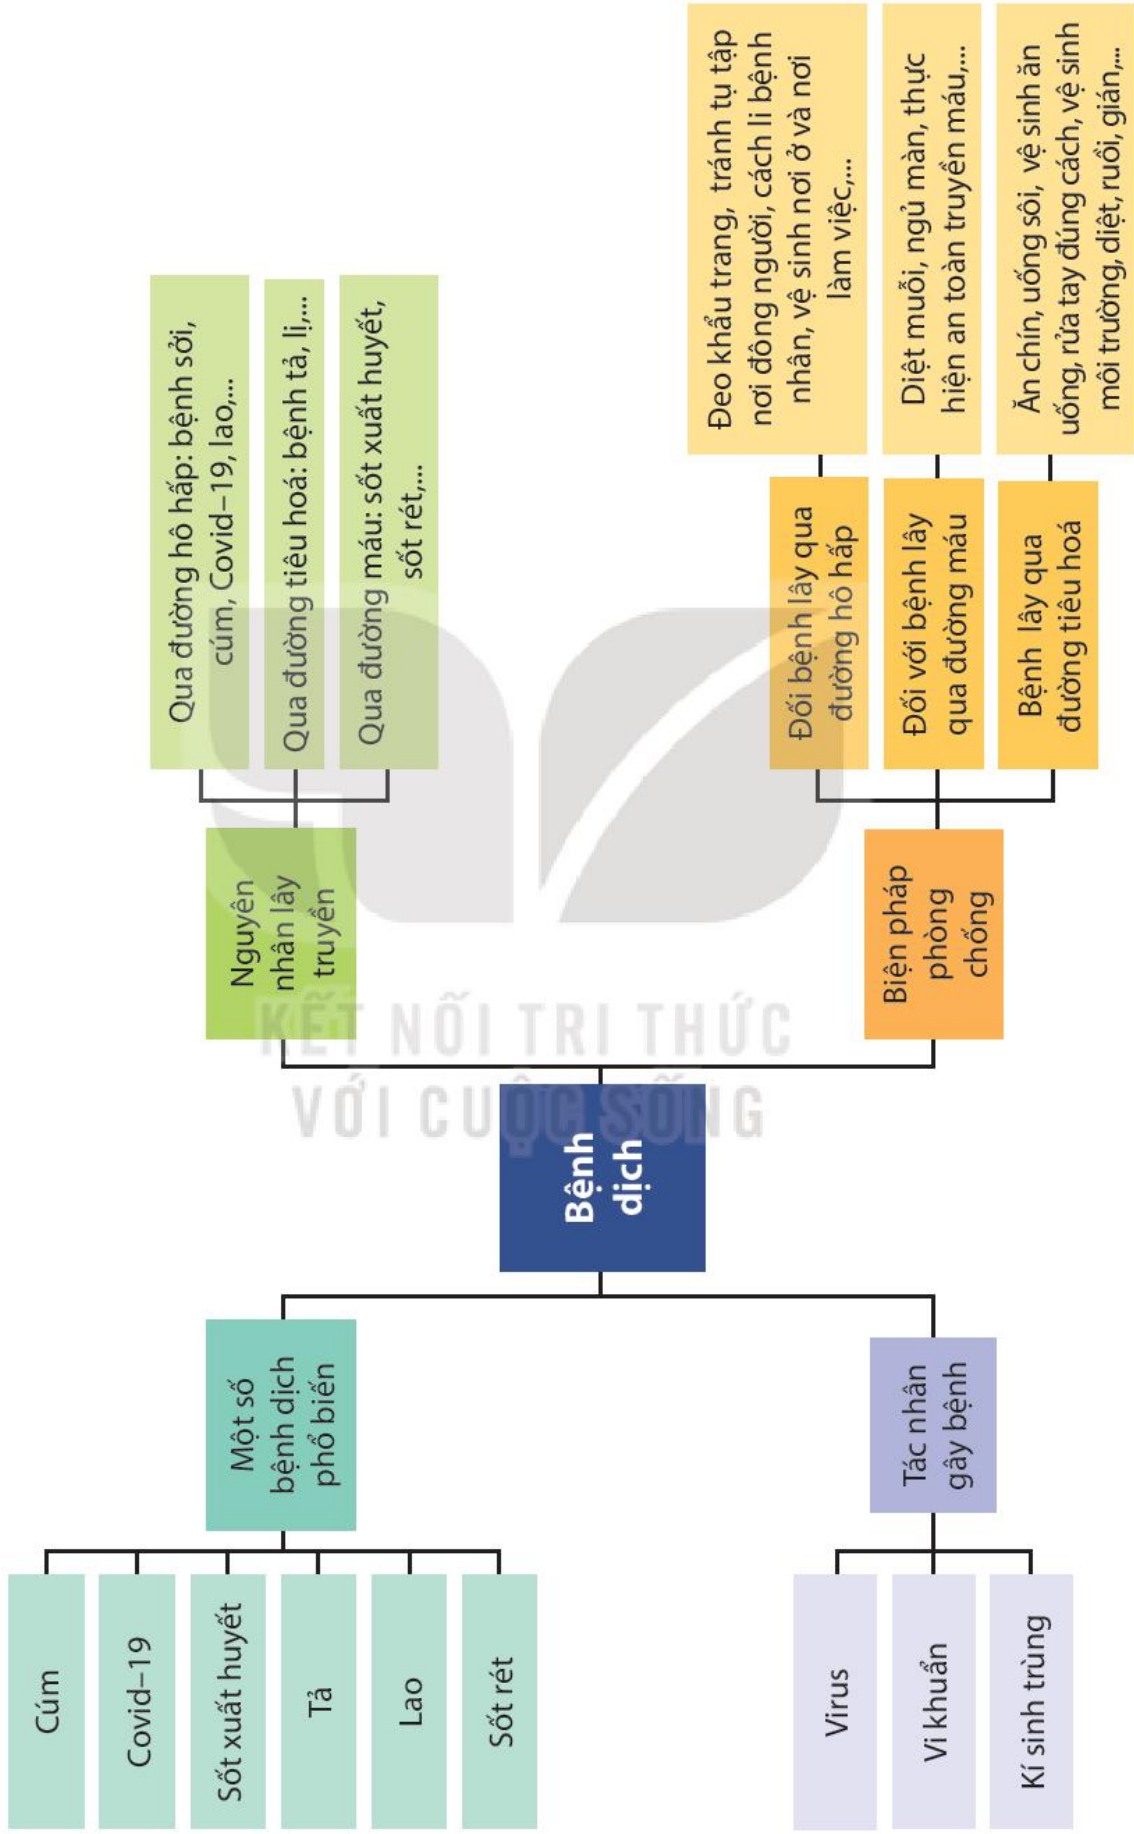 Cúm
Covid–19
Sốt xuất huyết
Tả
Lao
Sốt rét
Một số
bệnh dịch
phổ biến
Virus
Vi khuẩn
Kí sinh trùng
Tác nhân
gây bệnh
Bệnh
dịch
Nguyên
nhân lây
truyền
Qua đường hô hấp: bệnh sởi,
cúm, Covid–19, lao,...
Qua đường tiêu hoá: bệnh tả, lị,...
Qua đường máu: sốt xuất huyết,
sốt rét,...
Biện pháp
phòng
chống
Đối bệnh lây qua
đường hô hấp
Đeo khẩu trang, tránh tụ tập
nơi đông người, cách li bệnh
nhân, vệ sinh nơi ở và nơi
làm việc,...
Đối với bệnh lây
qua đường máu
Diệt muỗi, ngủ màn, thực
hiện an toàn truyền máu,...
Bệnh lây qua
đường tiêu hoá
Ăn chín, uống sôi, vệ sinh ăn
uống, rửa tay đúng cách, vệ sinh
môi trường, diệt, ruồi, gián,...
KẾT NỐI TRI THỨC
VỚI CUỘC SỐNG